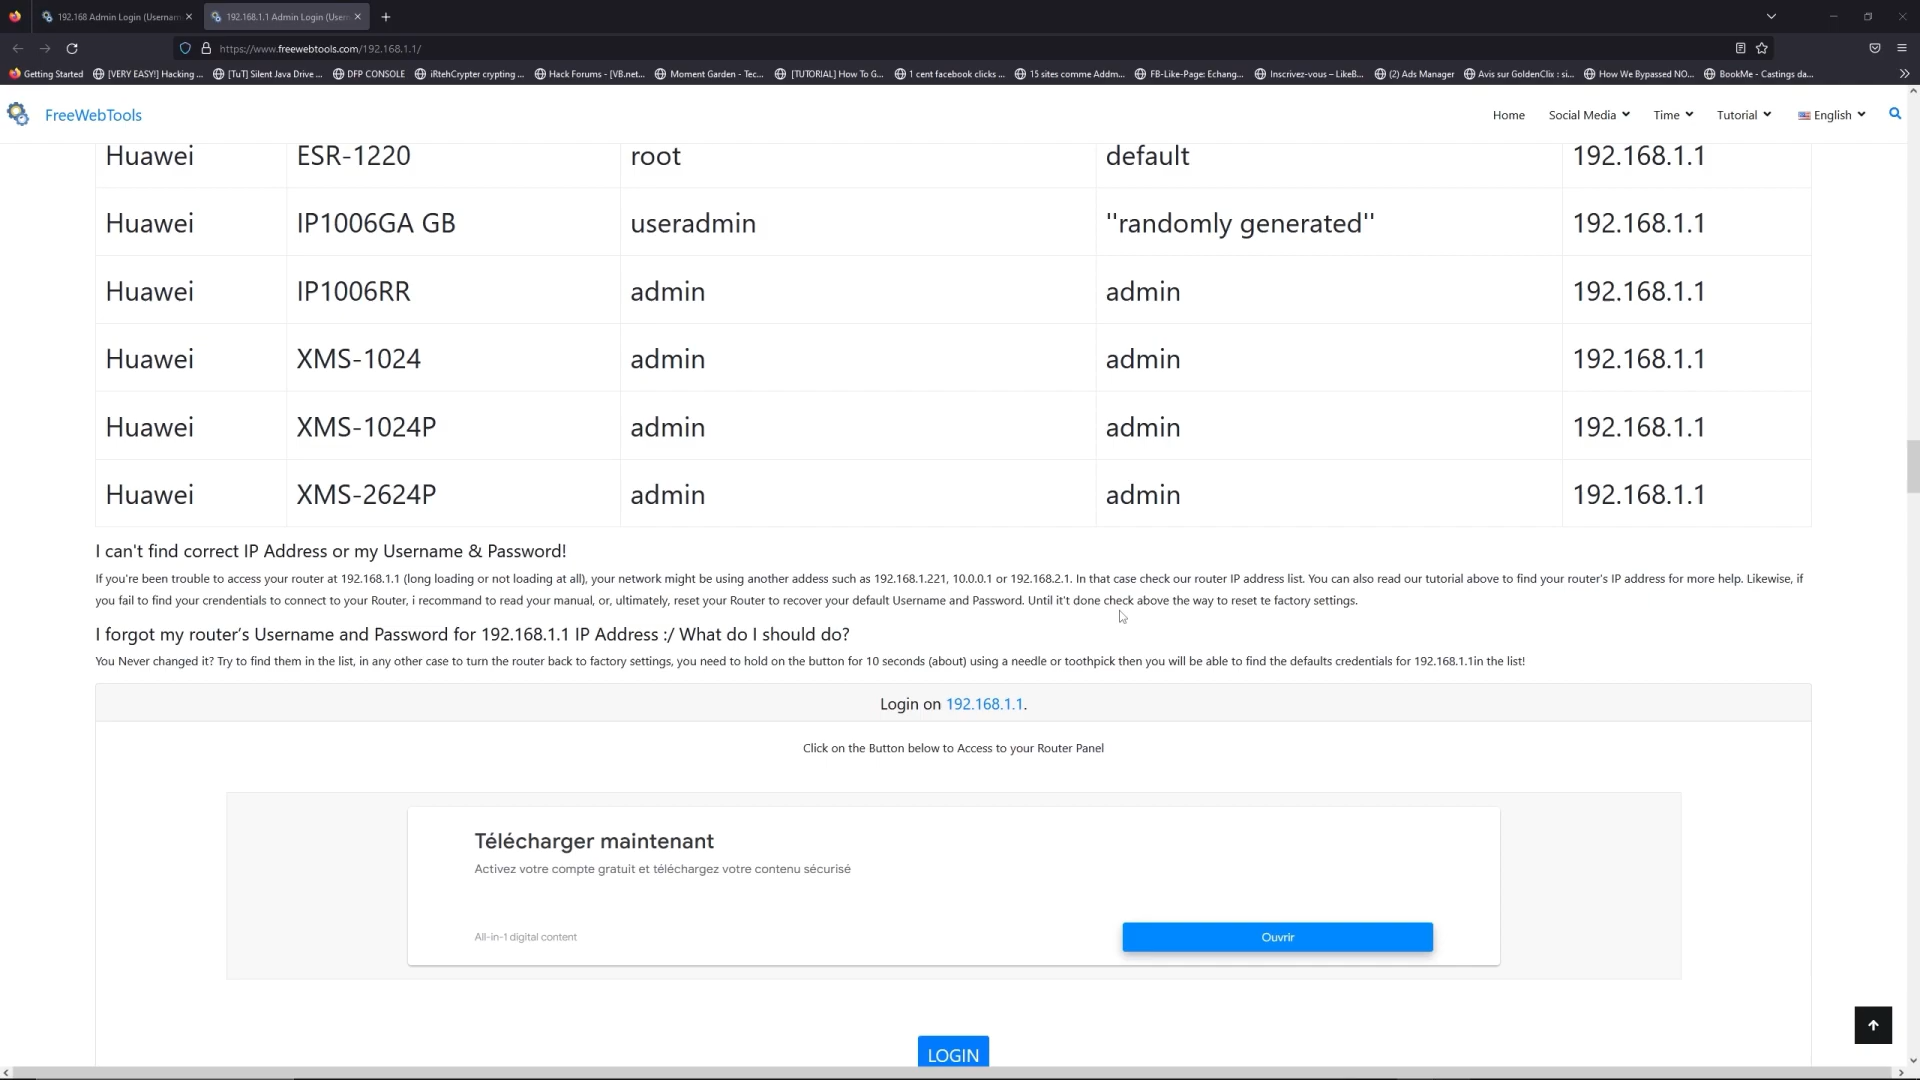 192.168 Admin Login (Usernam
192.168.1.1 Admin Login (User
https://www.freewebtools.com/192.168.1.1/
Getting Started
[VERY EASY!] Hacking ...
[TuT] Silent Java Drive ...
DFP CONSOLE
iRtehCrypter crypting ...
Hack Forums - [VB.net...
Moment Garden - Tec...
[TUTORIAL] How To G...
1 cent facebook clicks ...
15 sites comme Addm...
FB-Like-Page: Echang...
Inscrivez-vous – LikeB...
(2) Ads Manager
Avis sur GoldenClix : si...
How We Bypassed NO...
BookMe - Castings da...
FreeWebTools
Home
Social Media
Time
Tutorial
English
Huawei ESR-1220 root default 192.168.1.1
Huawei IP1006GA GB useradmin ''randomly generated'' 192.168.1.1
Huawei IP1006RR admin admin 192.168.1.1
Huawei XMS-1024 admin admin 192.168.1.1
Huawei XMS-1024P admin admin 192.168.1.1
Huawei XMS-2624P admin admin 192.168.1.1
I can't find correct IP Address or my Username & Password!
If you're been trouble to access your router at 192.168.1.1 (long loading or not loading at all), your network might be using another addess such as 192.168.1.221, 10.0.0.1 or 192.168.2.1. In that case check our router IP address list. You can also read our tutorial above to find your router's IP address for more help. Likewise, if
you fail to find your crendentials to connect to your Router, i recommand to read your manual, or, ultimately, reset your Router to recover your default Username and Password. Until it't done check above the way to reset te factory settings.
I forgot my router’s Username and Password for 192.168.1.1 IP Address :/ What do I should do?
You Never changed it? Try to find them in the list, in any other case to turn the router back to factory settings, you need to hold on the button for 10 seconds (about) using a needle or toothpick then you will be able to find the defaults credentials for 192.168.1.1in the list!
Login on 192.168.1.1.
Click on the Button below to Access to your Router Panel
Télécharger maintenant
Activez votre compte gratuit et téléchargez votre contenu sécurisé
All-in-1 digital content
Ouvrir
LOGIN